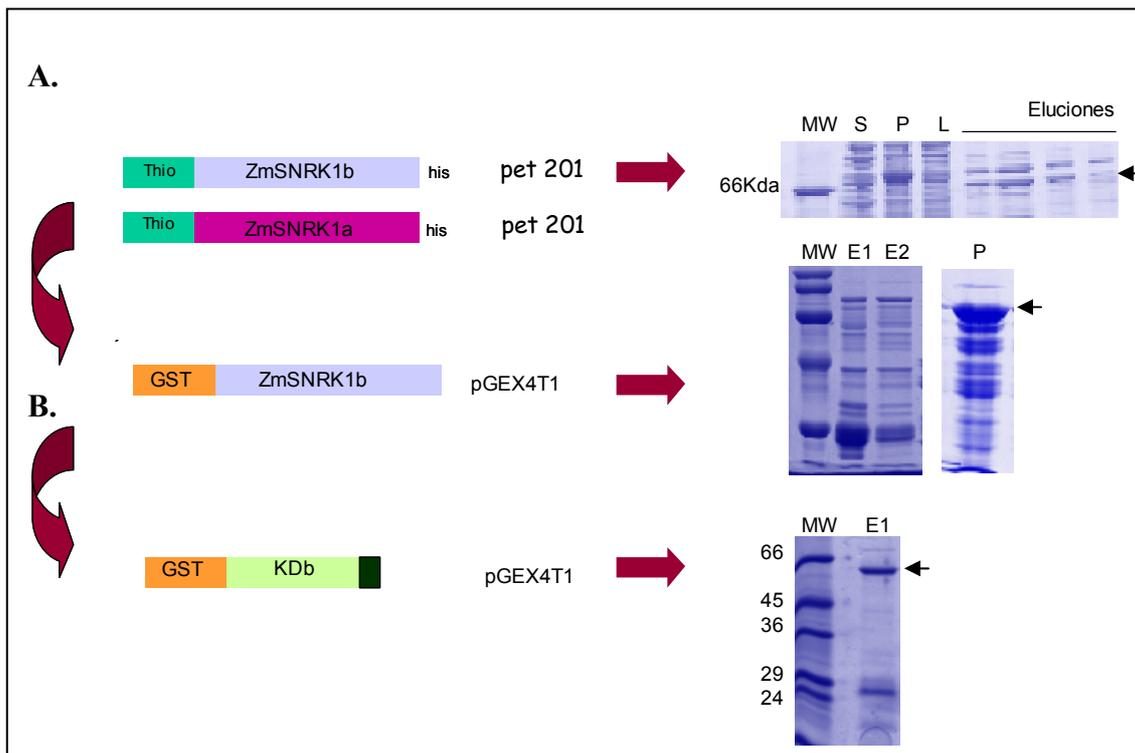 A.
Eluciones
MW S P L
Thio ZmSNRK1b his pet 201
66Kda
Thio ZmSNRK1a his pet 201
MW E1 E2 P
GST ZmSNRK1b pGEX4T1
B.
MW E1
GST KDb pGEX4T1
66
45
36
29
24